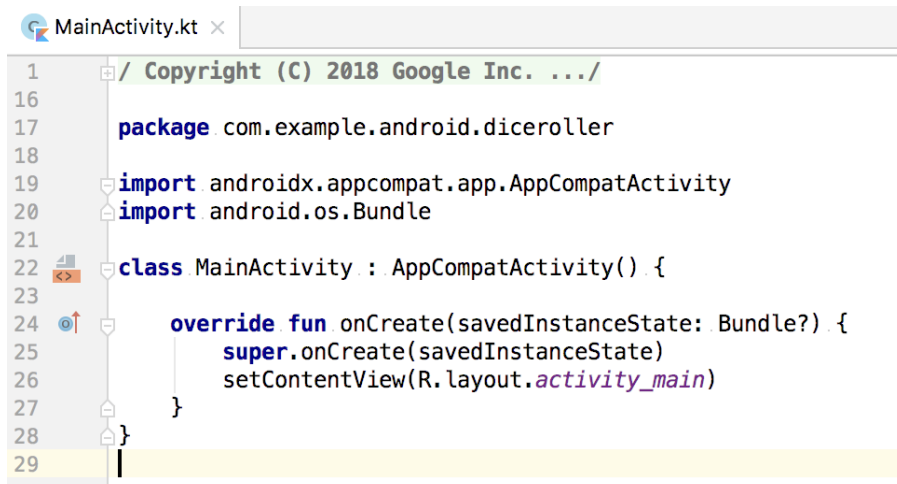 MainActivity.kt
1 / Copyright (C) 2018 Google Inc. .../
16
17 package com.example.android.diceroller
18
19 import androidx.appcompat.app.AppCompatActivity
20 import android.os.Bundle
21
22 class MainActivity : AppCompatActivity() {
23
24 override fun onCreate(savedInstanceState: Bundle?) {
25 super.onCreate(savedInstanceState)
26 setContentView(R.layout.activity_main)
27 }
28 }
29